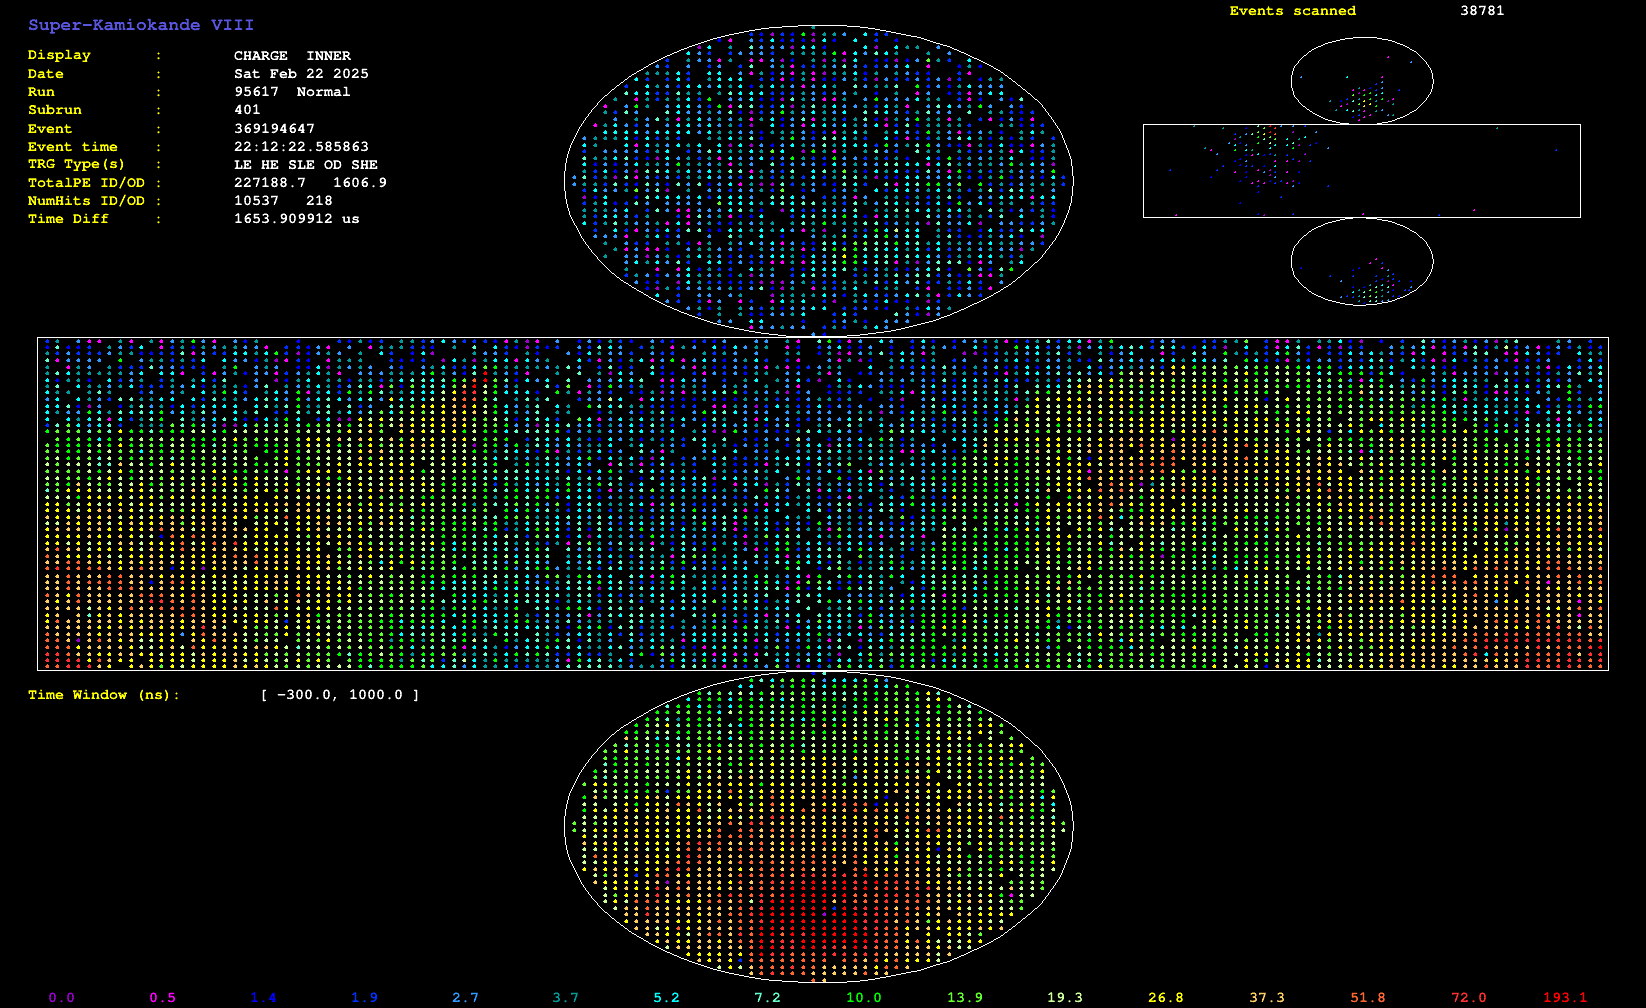 Super-Kamiokande VIII
Display : CHARGE INNER
Date : Sat Feb 22 2025
Run : 95617 Normal
Subrun : 401
Event : 369194647
Event time : 22:12:22.585863
TRG Type(s) : LE HE SLE OD SHE
TotalPE ID/OD : 227188.7 1606.9
NumHits ID/OD : 10537 218
Time Diff : 1653.909912 us
Events scanned 38781
Time Window (ns): [ -300.0, 1000.0 ]
0.0 0.5 1.4 1.9 2.7 3.7 5.2 7.2 10.0 13.9 19.3 26.8 37.3 51.8 72.0 193.1